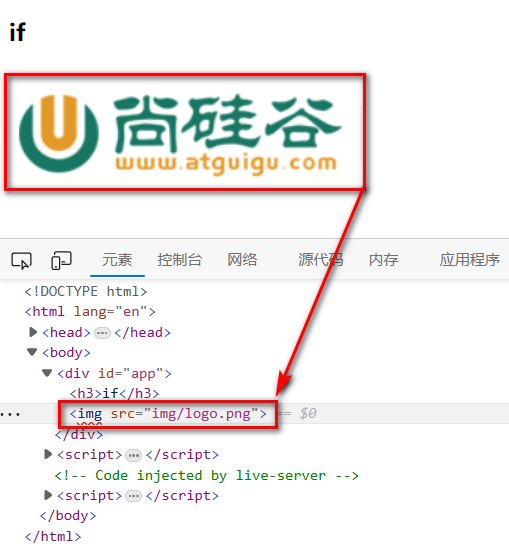 if
尚硅谷
www.atguigu.com
元素 控制台 网络 源代码 内存 应用程序
<!DOCTYPE html>
<html lang="en">
<head>…</head>
<body>
<div id="app">
<h3>if</h3>
<img src="img/logo.png"> == $0
</div>
<script>…</script>
<!-- Code injected by live-server -->
<script>…</script>
</body>
</html>